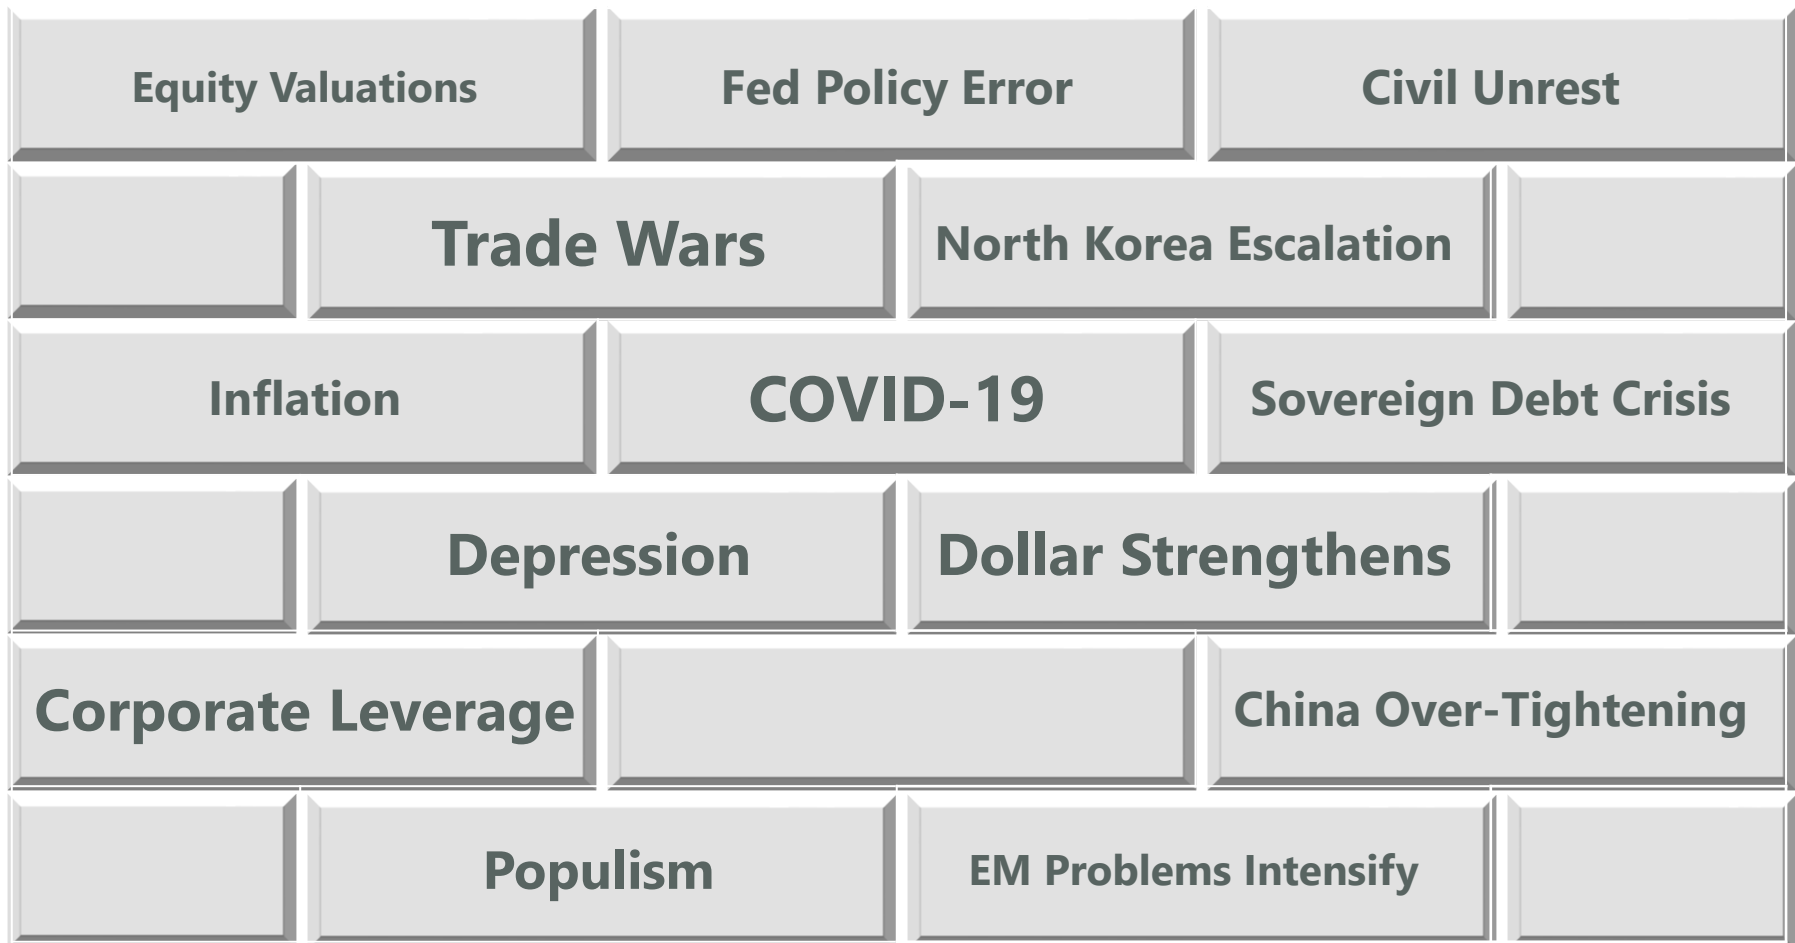 Equity Valuations
Fed Policy Error
Civil Unrest
Trade Wars
North Korea Escalation
Inflation
COVID-19
Sovereign Debt Crisis
Depression
Dollar Strengthens
Corporate Leverage
China Over-Tightening
Populism
EM Problems Intensify